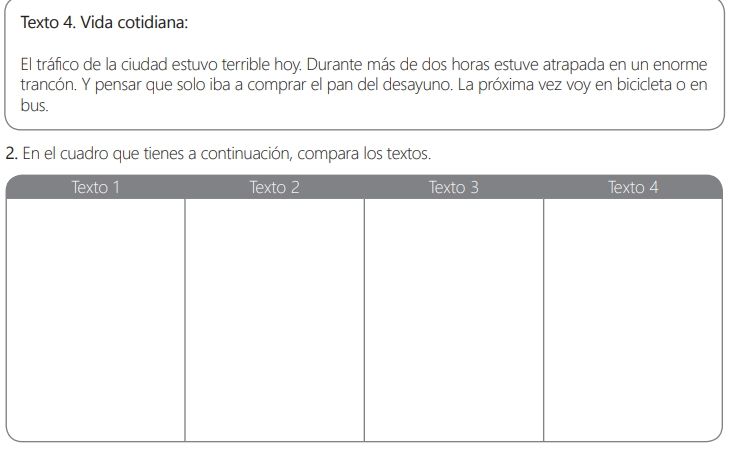 Texto 4. Vida cotidiana:
El tráfico de la ciudad estuvo terrible hoy. Durante más de dos horas estuve atrapada en un enorme
trancón. Y pensar que solo iba a comprar el pan del desayuno. La próxima vez voy en bicicleta o en
bus.
2. En el cuadro que tienes a continuación, compara los textos.
Texto 1 Texto 2 Texto 3 Texto 4